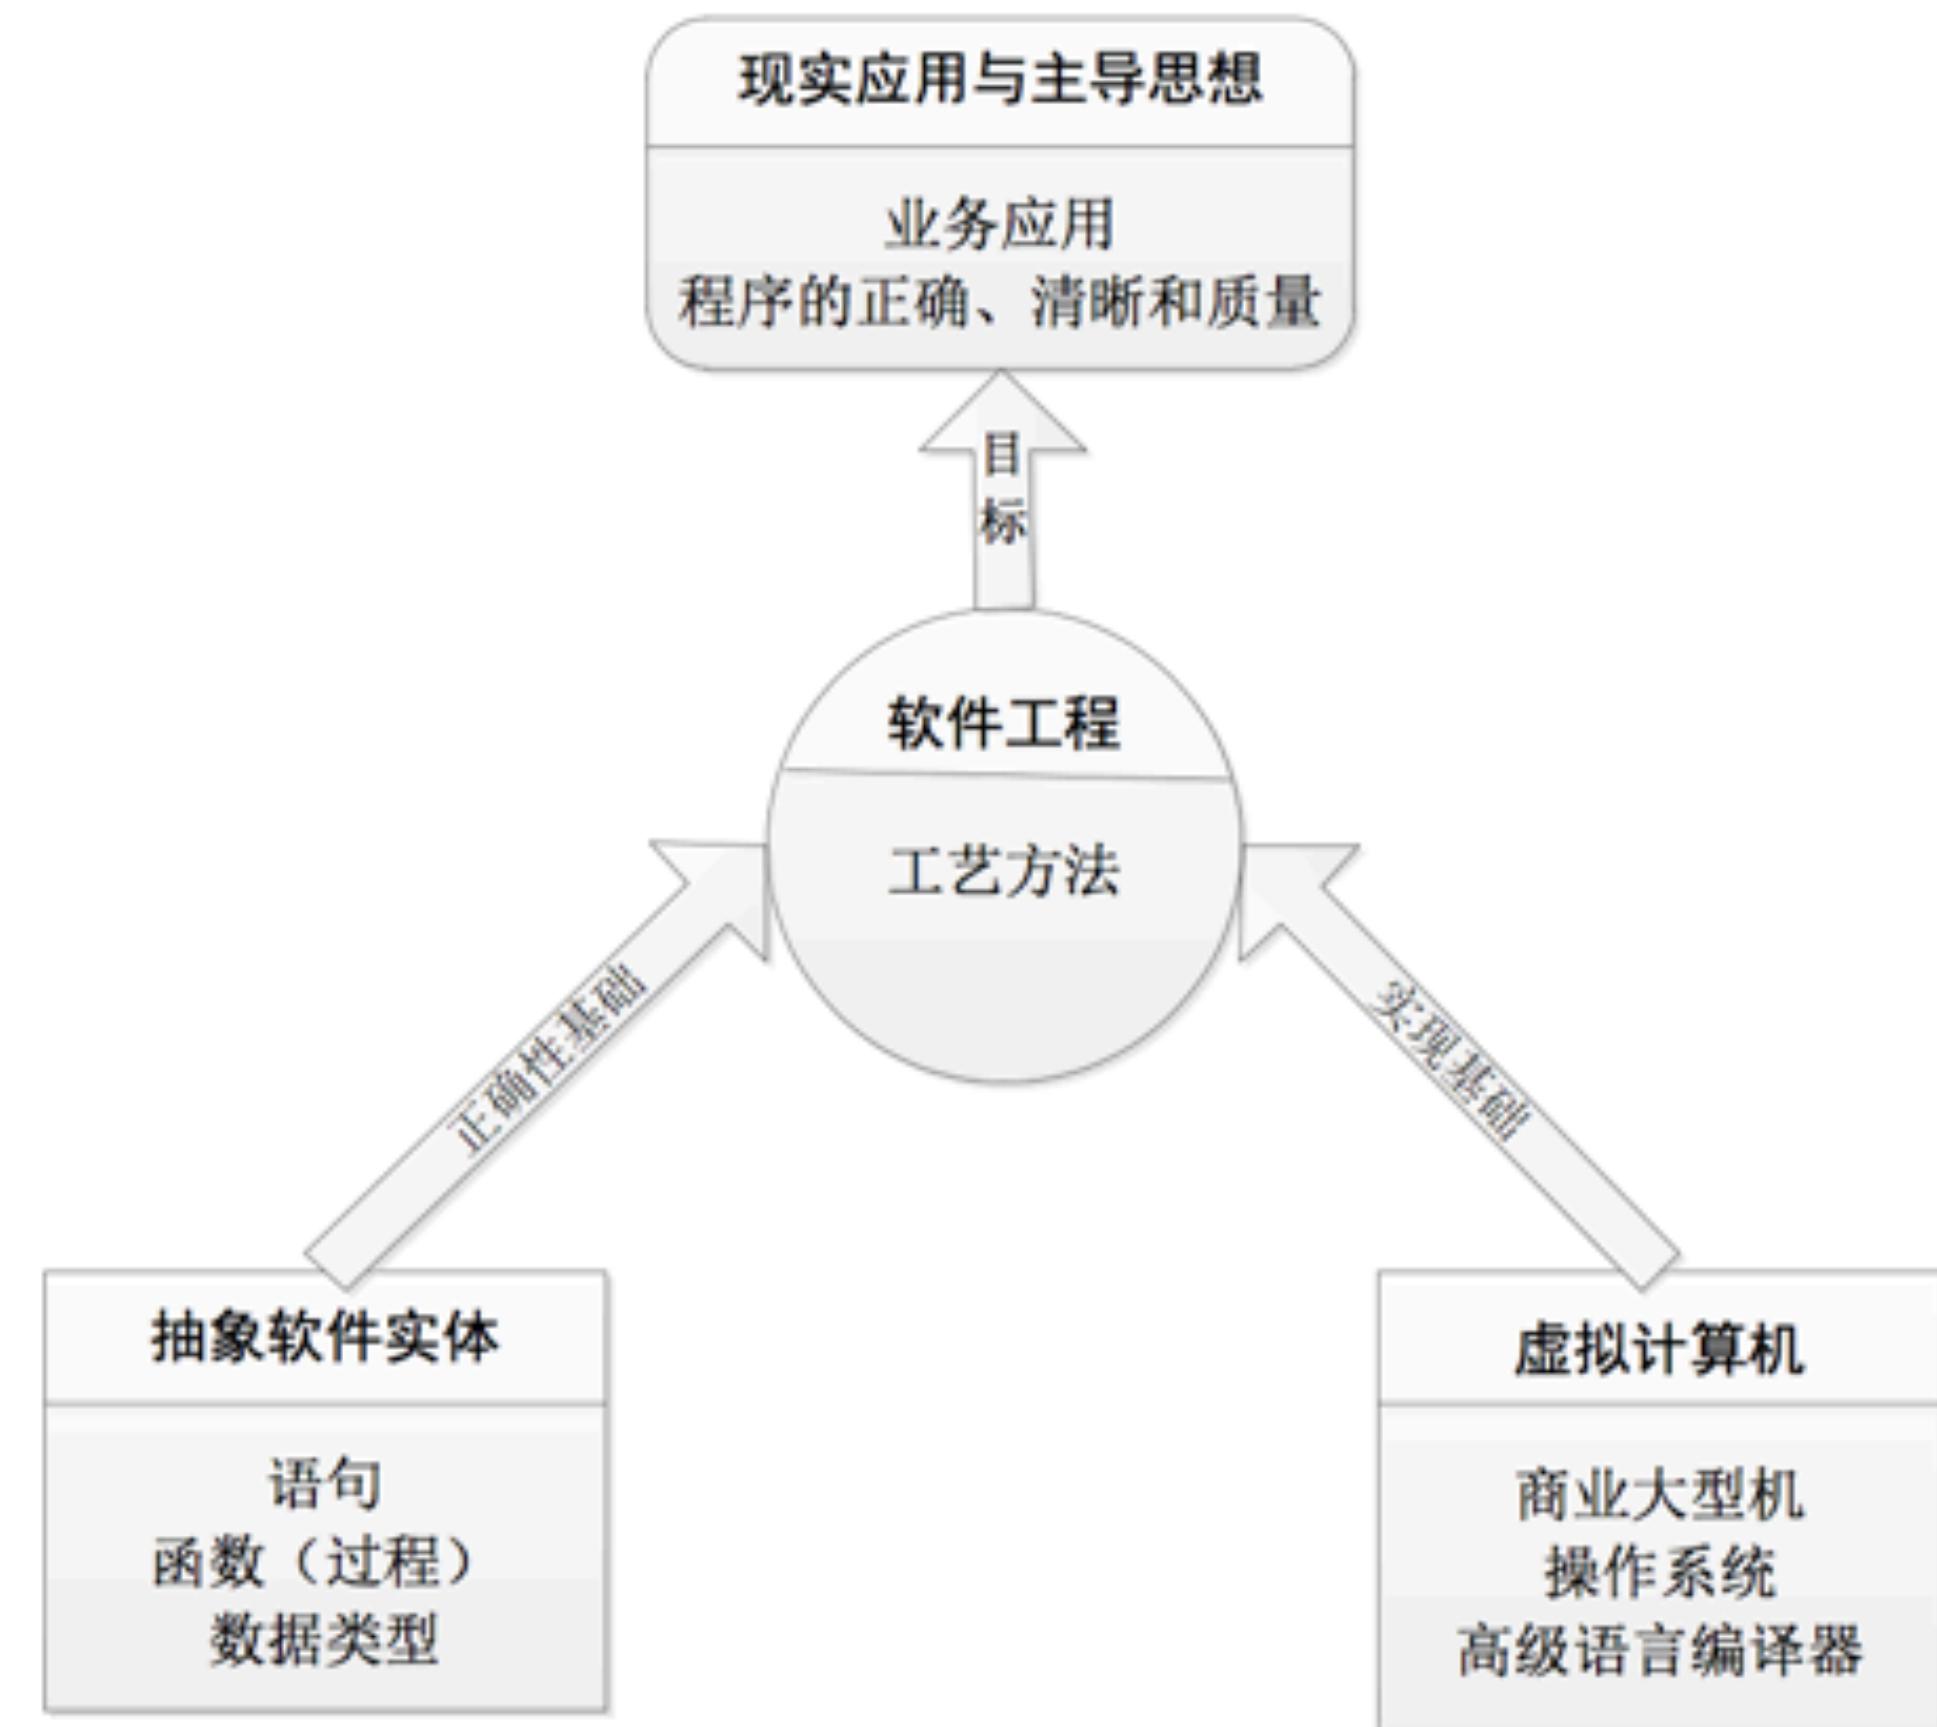 现实应用与主导思想
业务应用
程序的正确、清晰和质量
目
标
软件工程
工艺方法
正确性基础
实现基础
抽象软件实体
语句
函数（过程）
数据类型
虚拟计算机
商业大型机
操作系统
高级语言编译器